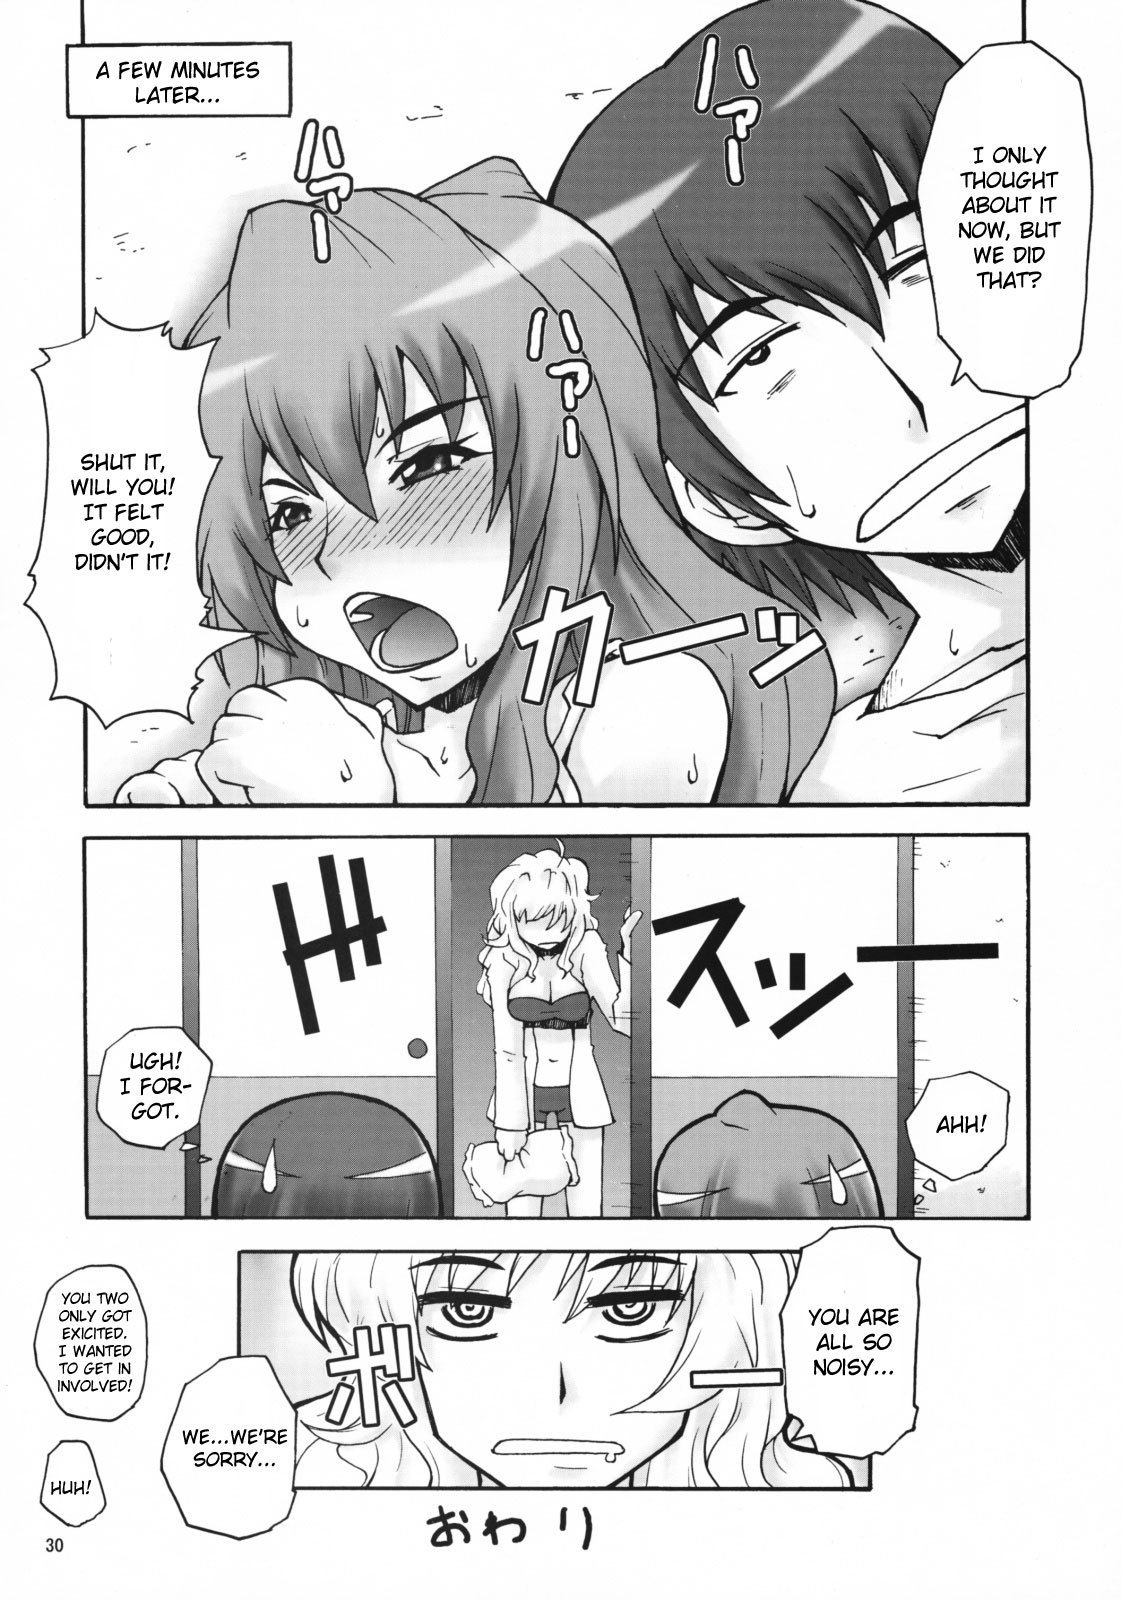 A FEW MINUTES
LATER...
I ONLY
THOUGHT
ABOUT IT
NOW, BUT
WE DID
THAT?
ハァー
ハァー
ハァー
SHUT IT,
WILL YOU!
IT FELT
GOOD,
DIDN'T IT!
カーッ
スッー
AHH!
UGH!
I FOR-
GOT.
YOU ARE
ALL SO
NOISY...
ボー
WE...WE'RE
SORRY...
YOU TWO
ONLY GOT
EXICITED.
I WANTED
TO GET IN
INVOLVED!
HUH!
おわり
30